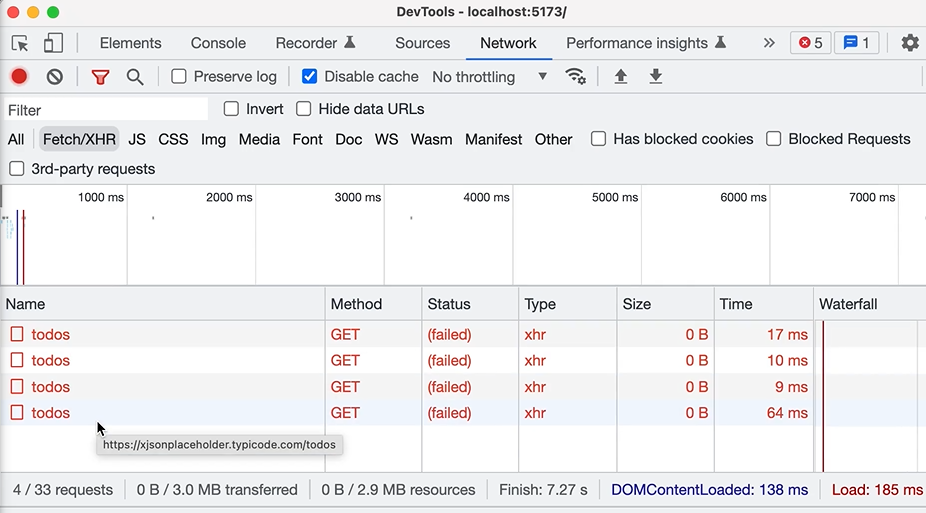 DevTools - localhost:5173/
Elements Console Recorder Sources Network Performance insights 5 1
Preserve log Disable cache No throttling
Filter Invert Hide data URLs
All Fetch/XHR JS CSS Img Media Font Doc WS Wasm Manifest Other Has blocked cookies Blocked Requests
3rd-party requests
1000 ms 2000 ms 3000 ms 4000 ms 5000 ms 6000 ms 7000 ms
Name Method Status Type Size Time Waterfall
todos GET (failed) xhr 0 B 17 ms
todos GET (failed) xhr 0 B 10 ms
todos GET (failed) xhr 0 B 9 ms
todos GET (failed) xhr 0 B 64 ms
https://xjsonplaceholder.typicode.com/todos
4 / 33 requests 0 B / 3.0 MB transferred 0 B / 2.9 MB resources Finish: 7.27 s DOMContentLoaded: 138 ms Load: 185 ms